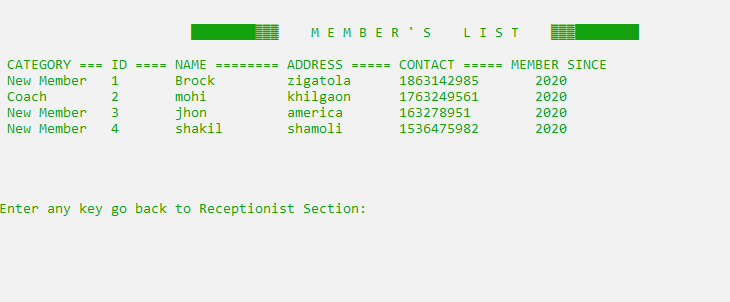 M E M B E R ' S    L I S T
CATEGORY === ID ==== NAME ======== ADDRESS ===== CONTACT ===== MEMBER SINCE
New Member   1       Brock         zigatola      1863142985       2020
Coach        2       mohi          khilgaon      1763249561       2020
New Member   3       jhon          america       163278951        2020
New Member   4       shakil        shamoli       1536475982       2020
Enter any key go back to Receptionist Section: